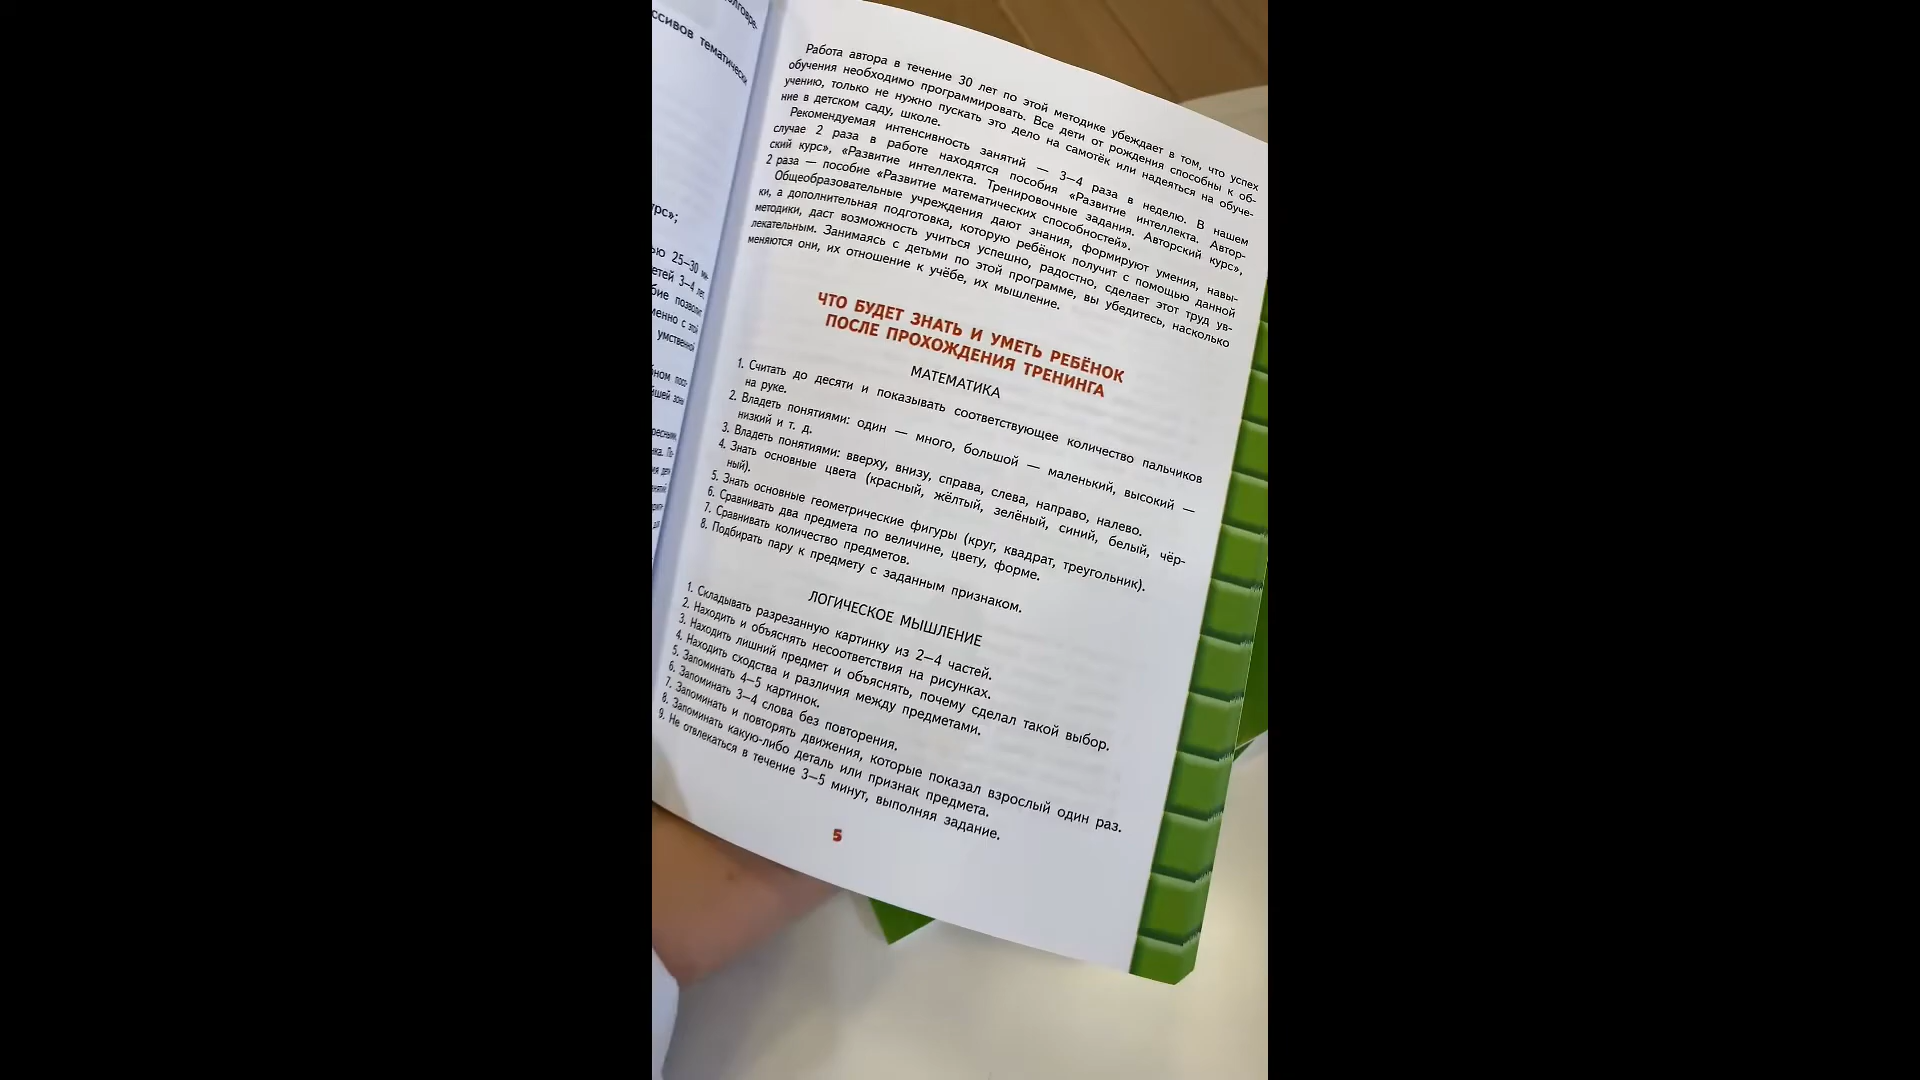 ссивов тематически
Работа автора в течение 30 лет по этой методике убеждает в том, что успех
обучения необходимо программировать. Все дети от рождения способны к об-
учению, только не нужно пускать это дело на самотёк или надеяться на обуче-
ние в детском саду, школе.
Рекомендуемая интенсивность занятий — 3—4 раза в неделю. В нашем
случае 2 раза в работе находятся пособия «Развитие интеллекта. Автор-
ский курс», «Развитие интеллекта. Тренировочные задания. Авторский курс»,
2 раза — пособие «Развитие математических способностей».
Общеобразовательные учреждения дают знания, формируют умения, навы-
ки, а дополнительная подготовка, которую ребёнок получит с помощью данной
методики, даст возможность учиться успешно, радостно, сделает этот труд ув-
лекательным. Занимаясь с детьми по этой программе, вы убедитесь, насколько
меняются они, их отношение к учёбе, их мышление.
ЧТО БУДЕТ ЗНАТЬ И УМЕТЬ РЕБЁНОК
ПОСЛЕ ПРОХОЖДЕНИЯ ТРЕНИНГА
МАТЕМАТИКА
1. Считать до десяти и показывать соответствующее количество пальчиков
на руке.
2. Владеть понятиями: один — много, большой — маленький, высокий —
низкий и т. д.
3. Владеть понятиями: вверху, внизу, справа, слева, направо, налево.
4. Знать основные цвета (красный, жёлтый, зелёный, синий, белый, чёр-
ный).
5. Знать основные геометрические фигуры (круг, квадрат, треугольник).
6. Сравнивать два предмета по величине, цвету, форме.
7. Сравнивать количество предметов.
8. Подбирать пару к предмету с заданным признаком.
ЛОГИЧЕСКОЕ МЫШЛЕНИЕ
1. Складывать разрезанную картинку из 2—4 частей.
2. Находить и объяснять несоответствия на рисунках.
3. Находить лишний предмет и объяснять, почему сделал такой выбор.
4. Находить сходства и различия между предметами.
5. Запоминать 4—5 картинок.
6. Запоминать 3—4 слова без повторения.
7. Запоминать и повторять движения, которые показал взрослый один раз.
8. Запоминать какую-либо деталь или признак предмета.
9. Не отвлекаться в течение 3—5 минут, выполняя задание.
5